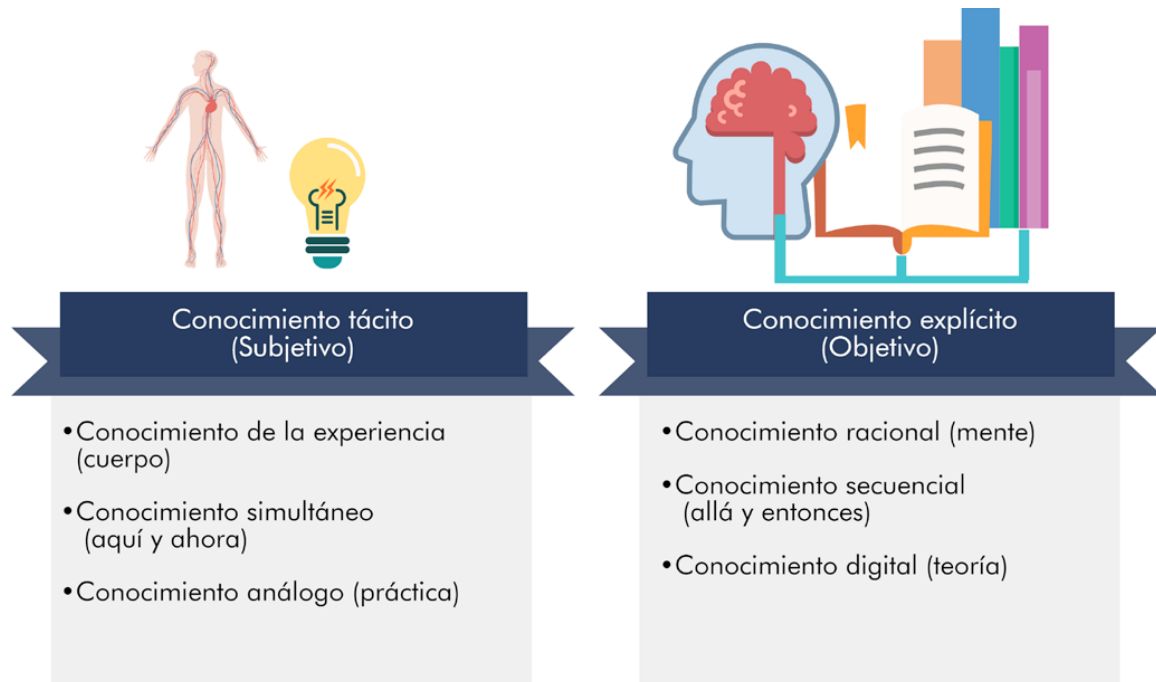 Conocimiento tácito
(Subjetivo)
•Conocimiento de la experiencia
(cuerpo)
•Conocimiento simultáneo
(aquí y ahora)
•Conocimiento análogo (práctica)
Conocimiento explícito
(Objetivo)
•Conocimiento racional (mente)
•Conocimiento secuencial
(allá y entonces)
•Conocimiento digital (teoría)